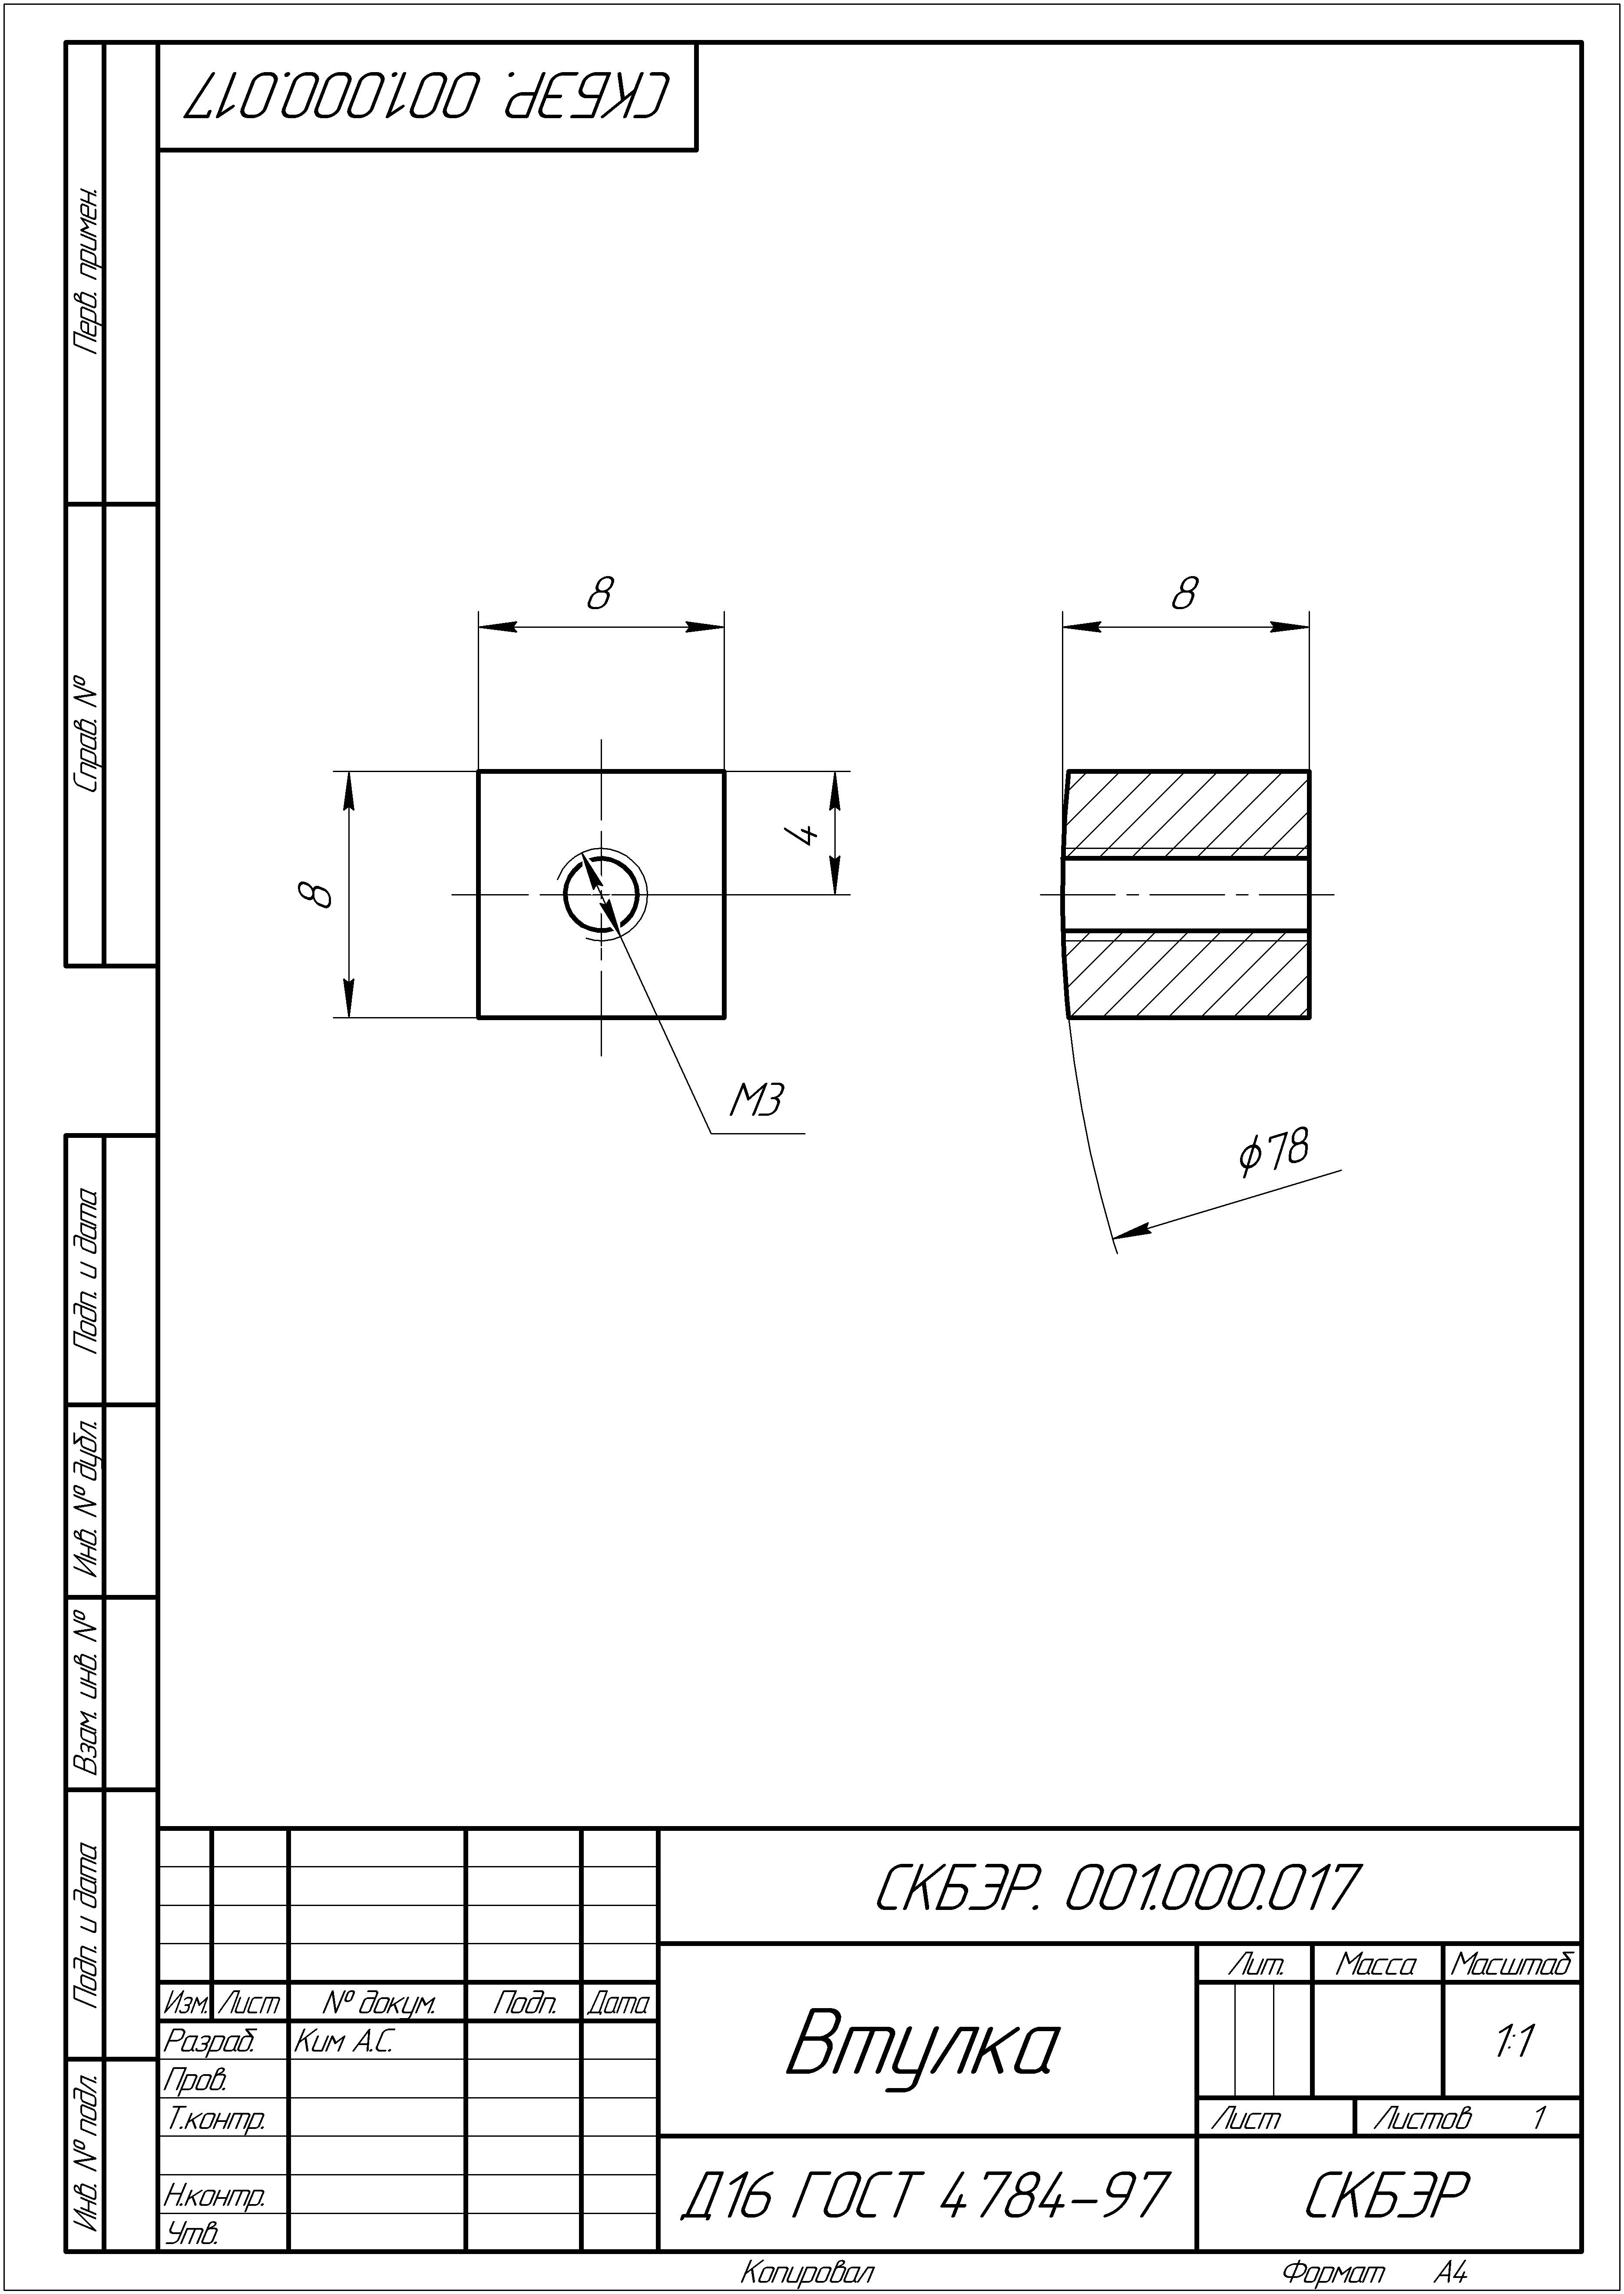 СКБЭР. 001.000.017
Перв. примен.
Справ. №
8
8
8
4
М3
ϕ78
Подп. и дата
Инв. № дубл.
Взам. инв. №
Подп. и дата
Инв. № подл.
СКБЭР. 001.000.017
Лит. Масса Масштаб
Изм. Лист № докум. Подп. Дата
Разраб. Ким А.С.
Втулка
1:1
Пров.
Т.контр.
Лист Листов 1
Н.контр.
Утв.
Д16 ГОСТ 4784-97
СКБЭР
Копировал Формат А4